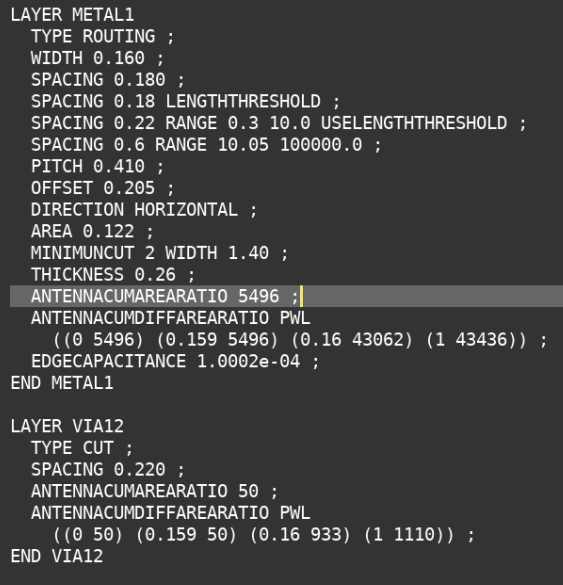 LAYER METAL1
TYPE ROUTING ;
WIDTH 0.160 ;
SPACING 0.180 ;
SPACING 0.18 LENGTHTHRESHOLD ;
SPACING 0.22 RANGE 0.3 10.0 USELENGTHTHRESHOLD ;
SPACING 0.6 RANGE 10.05 100000.0 ;
PITCH 0.410 ;
OFFSET 0.205 ;
DIRECTION HORIZONTAL ;
AREA 0.122 ;
MINIMUNCUT 2 WIDTH 1.40 ;
THICKNESS 0.26 ;
ANTENNACUMAREARATIO 5496 ;
ANTENNACUMDIFFAREARATIO PWL
((0 5496) (0.159 5496) (0.16 43062) (1 43436)) ;
EDGECAPACITANCE 1.0002e-04 ;
END METAL1
LAYER VIA12
TYPE CUT ;
SPACING 0.220 ;
ANTENNACUMAREARATIO 50 ;
ANTENNACUMDIFFAREARATIO PWL
((0 50) (0.159 50) (0.16 933) (1 1110)) ;
END VIA12